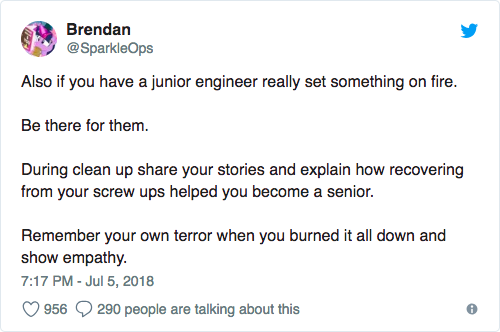 Brendan
@SparkleOps
Also if you have a junior engineer really set something on fire.
Be there for them.
During clean up share your stories and explain how recovering
from your screw ups helped you become a senior.
Remember your own terror when you burned it all down and
show empathy.
7:17 PM - Jul 5, 2018
956 290 people are talking about this